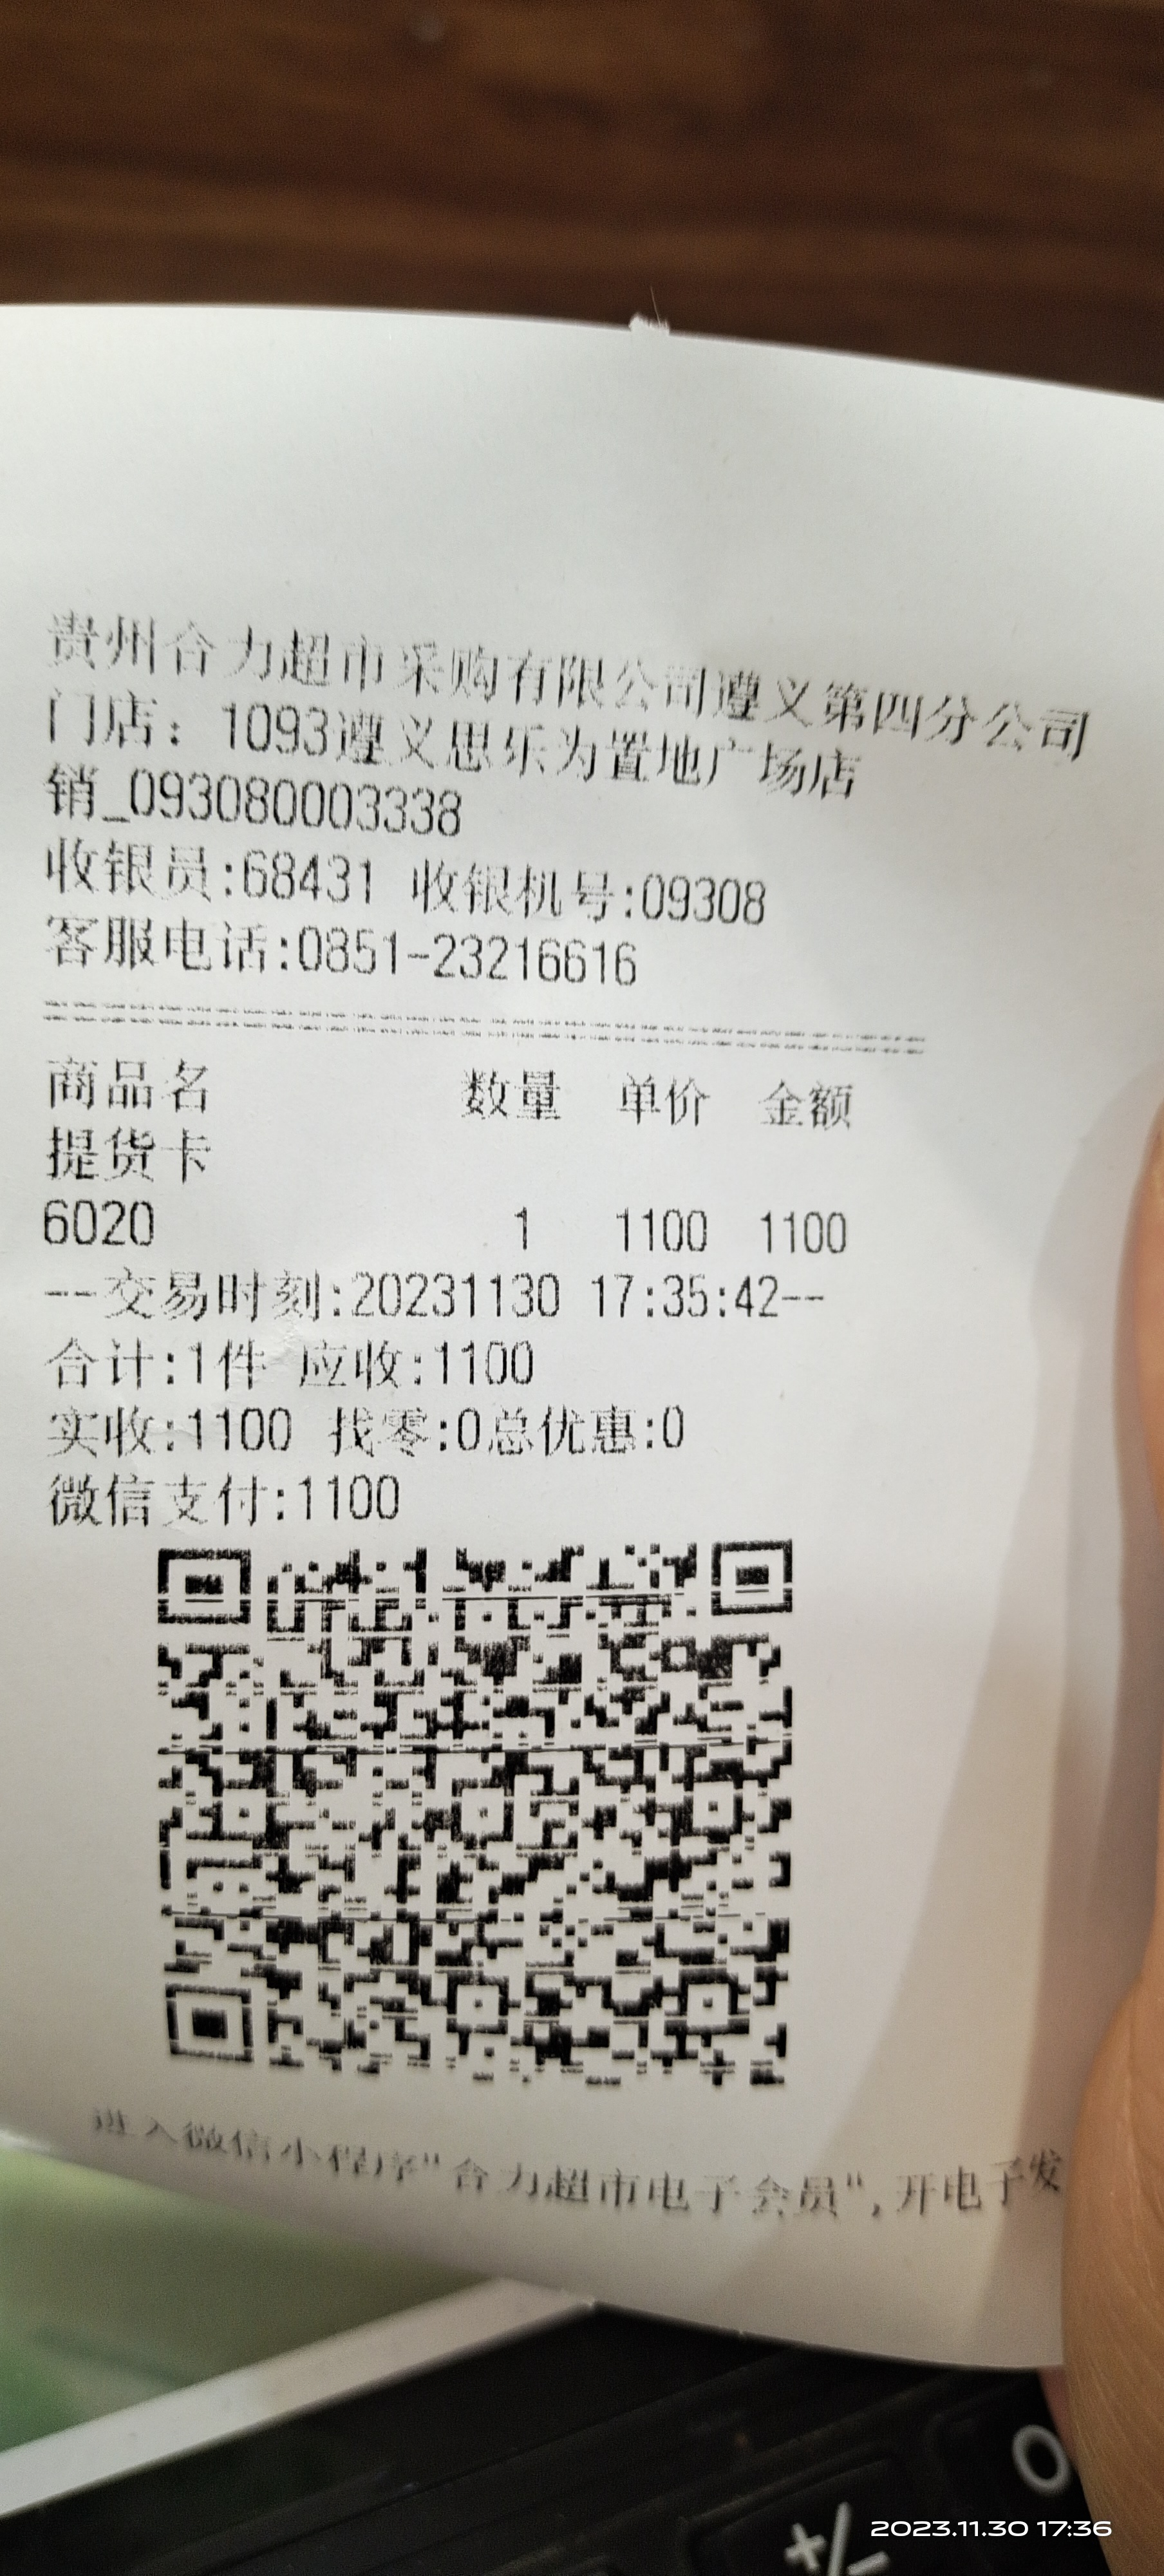 贵州合力超市采购有限公司遵义第四分公司
门店：1093遵义思乐为置地广场店
销_093080003338
收银员:68431 收银机号:09308
客服电话:0851-23216616
商品名 数量 单价 金额
提货卡
6020 1 1100 1100
--交易时刻:20231130 17:35:42--
合计:1件 应收:1100
实收:1100 找零:0总优惠:0
微信支付:1100
进入微信小程序"合力超市电子会员",开电子发
O
+/-
2023.11.30 17:36